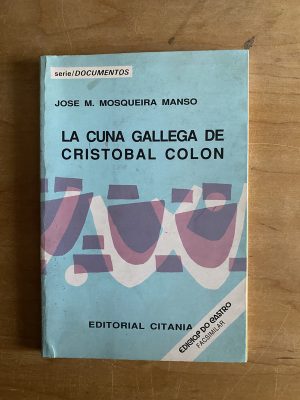 serie/DOCUMENTOS
JOSE M. MOSQUEIRA MANSO
LA CUNA GALLEGA DE
CRISTOBAL COLON
EDITORIAL CITANIA
EDICIOS DO CASTRO
FACSIMILAR